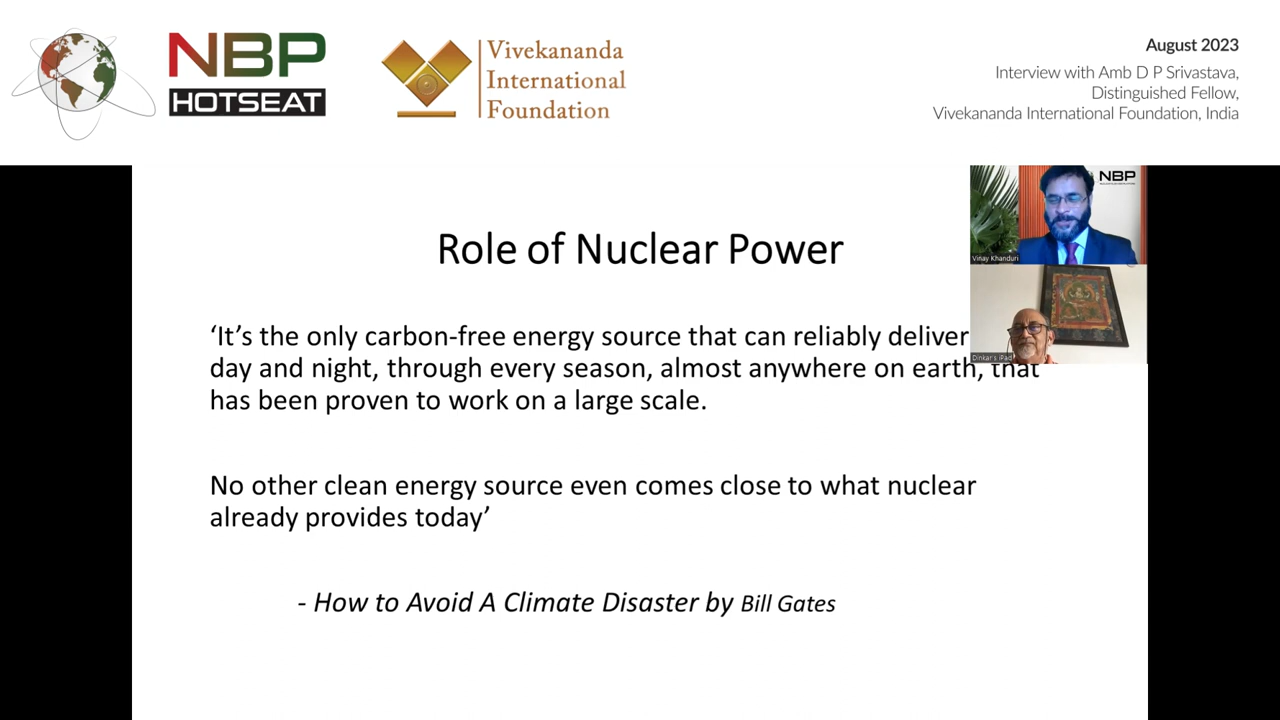 NBP
HOTSEAT
Vivekananda
International
Foundation
August 2023
Interview with Amb D P Srivastava,
Distinguished Fellow,
Vivekananda International Foundation, India
NBP
Vinay Khanduri
Dinkar's iPad
Role of Nuclear Power
‘It’s the only carbon-free energy source that can reliably deliver
day and night, through every season, almost anywhere on earth, that
has been proven to work on a large scale.
No other clean energy source even comes close to what nuclear
already provides today’
- How to Avoid A Climate Disaster by Bill Gates